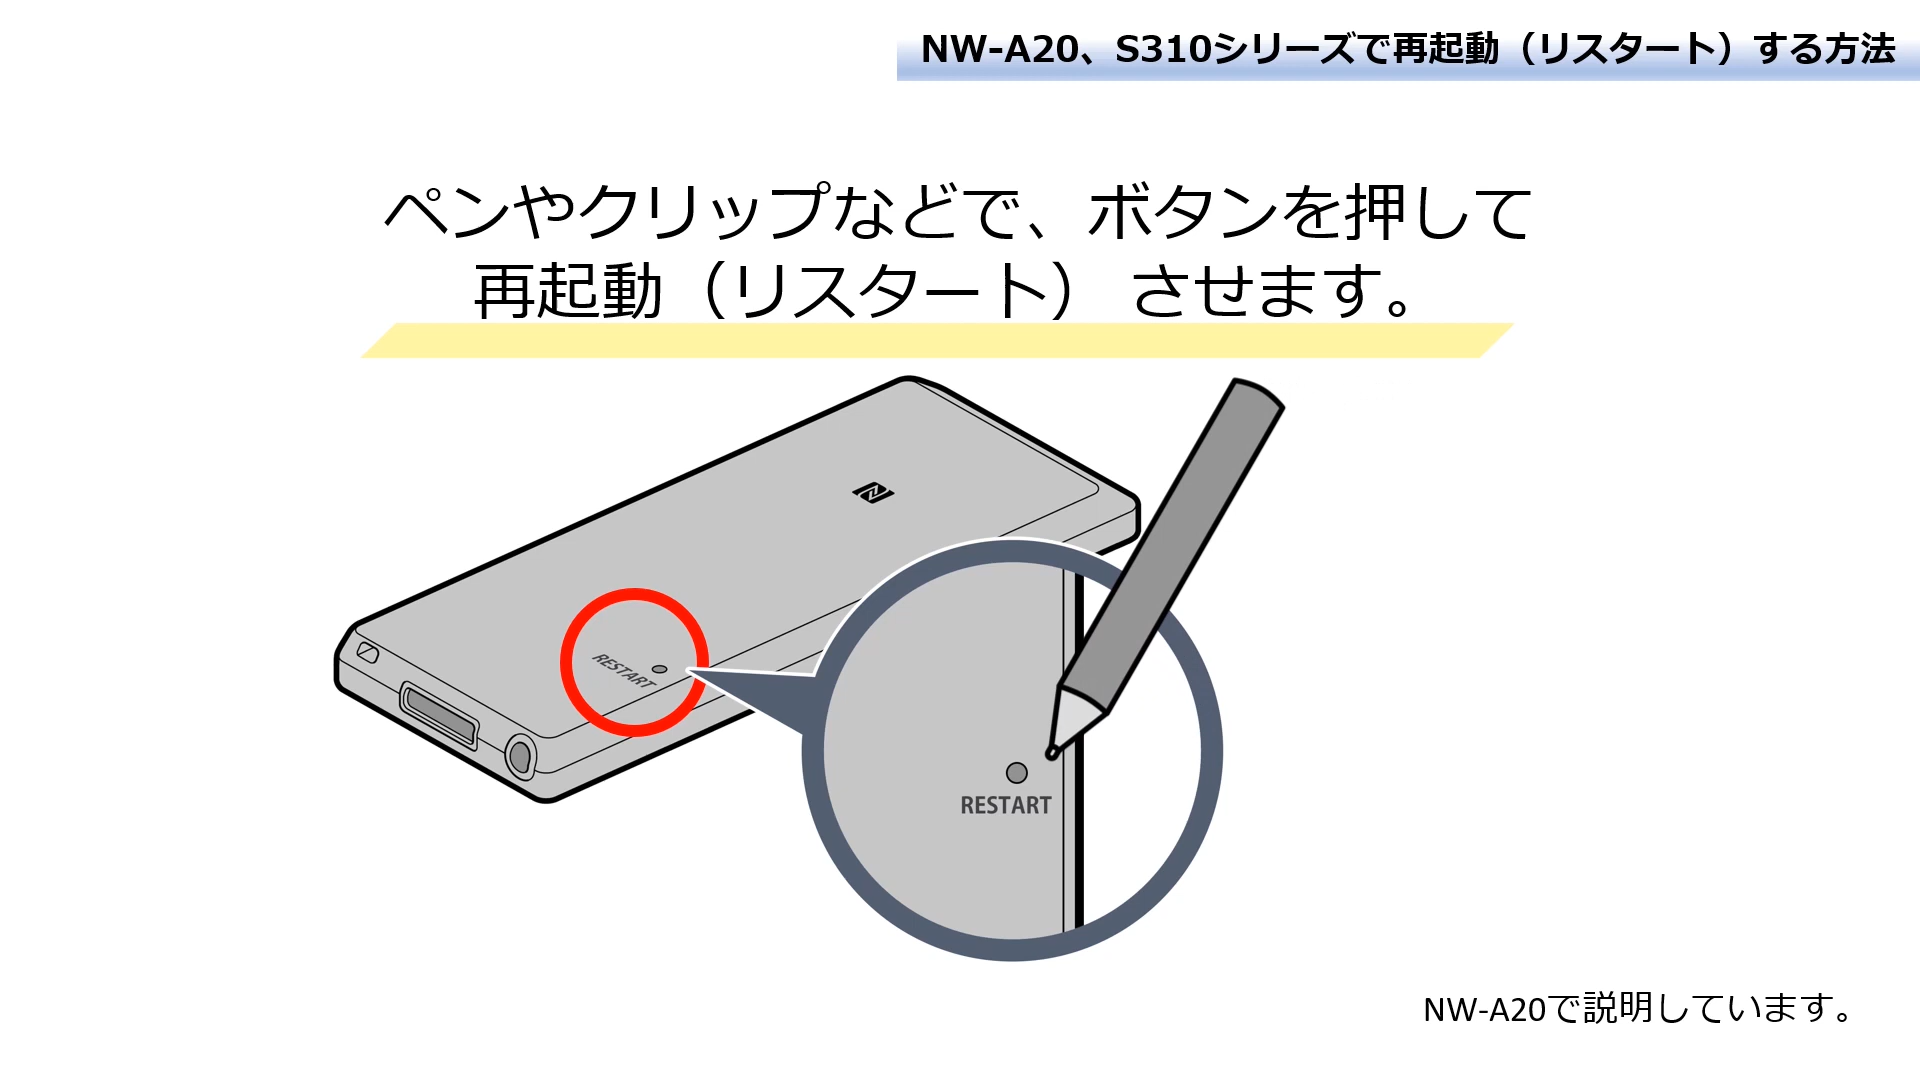 NW-A20、S310シリーズで再起動（リスタート）する方法
ペンやクリップなどで、ボタンを押して
再起動（リスタート） させます。
RESTART
RESTART
NW-A20で説明しています。